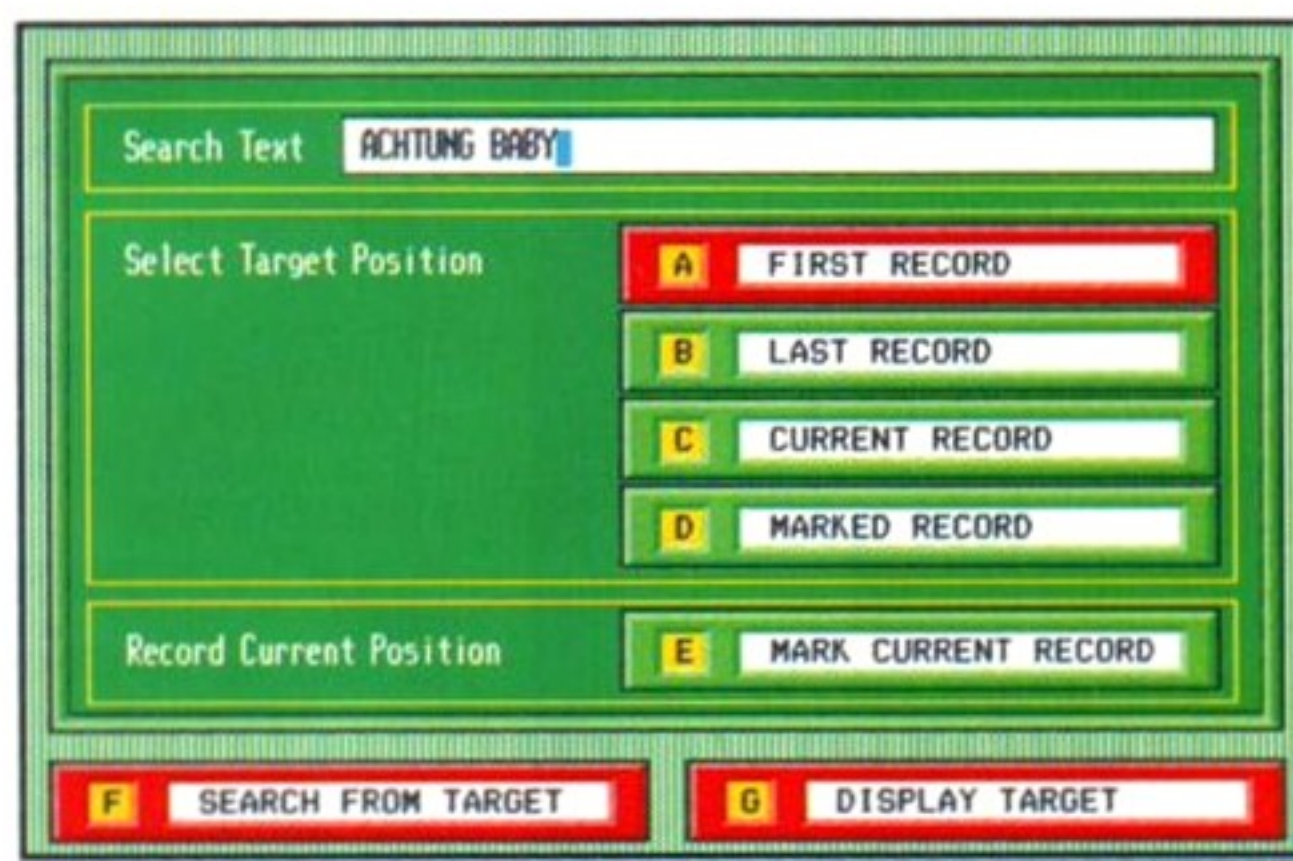 Search Text ACHTUNG BABY
Select Target Position
A FIRST RECORD
B LAST RECORD
C CURRENT RECORD
D MARKED RECORD
Record Current Position
E MARK CURRENT RECORD
F SEARCH FROM TARGET
G DISPLAY TARGET